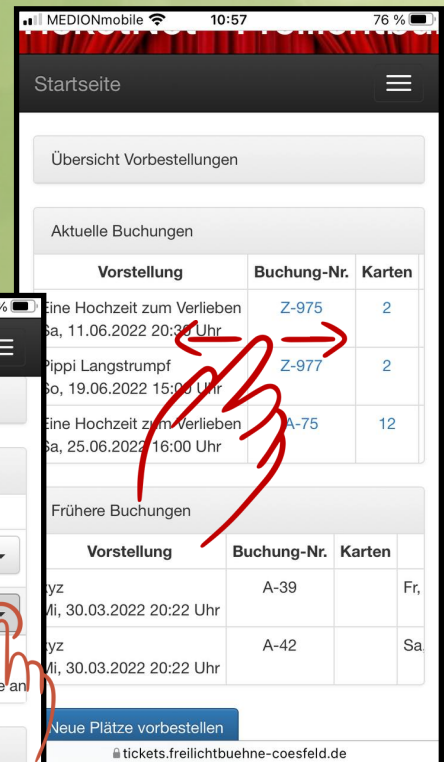 MEDIONmobile 10:57 76 %
Startseite
Übersicht Vorbestellungen
Aktuelle Buchungen
Vorstellung Buchung-Nr. Karten
Eine Hochzeit zum Verlieben Z-975 2
Sa, 11.06.2022 20:30 Uhr
Pippi Langstrumpf Z-977 2
So, 19.06.2022 15:00 Uhr
Eine Hochzeit zum Verlieben A-75 12
Sa, 25.06.2022 16:00 Uhr
Frühere Buchungen
Vorstellung Buchung-Nr. Karten
xyz A-39 Fr,
Mi, 30.03.2022 20:22 Uhr
xyz A-42 Sa,
Mi, 30.03.2022 20:22 Uhr
Neue Plätze vorbestellen
tickets.freilichtbuehne-coesfeld.de
%
e an